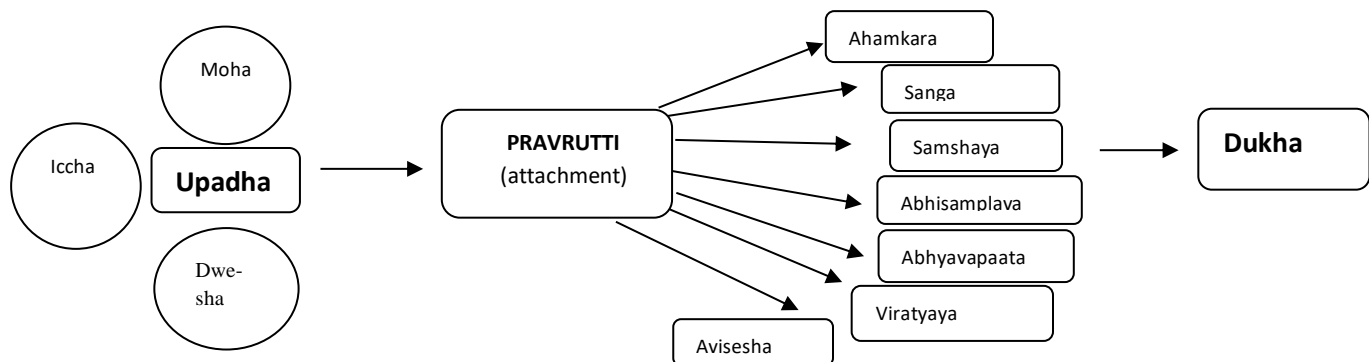 Moha
Iccha
Upadha
Dwe-
sha
PRAVRUTTI
(attachment)
Ahamkara
Sanga
Samshaya
Abhisamplava
Abhyavapaata
Viratyaya
Avisesha
Dukha